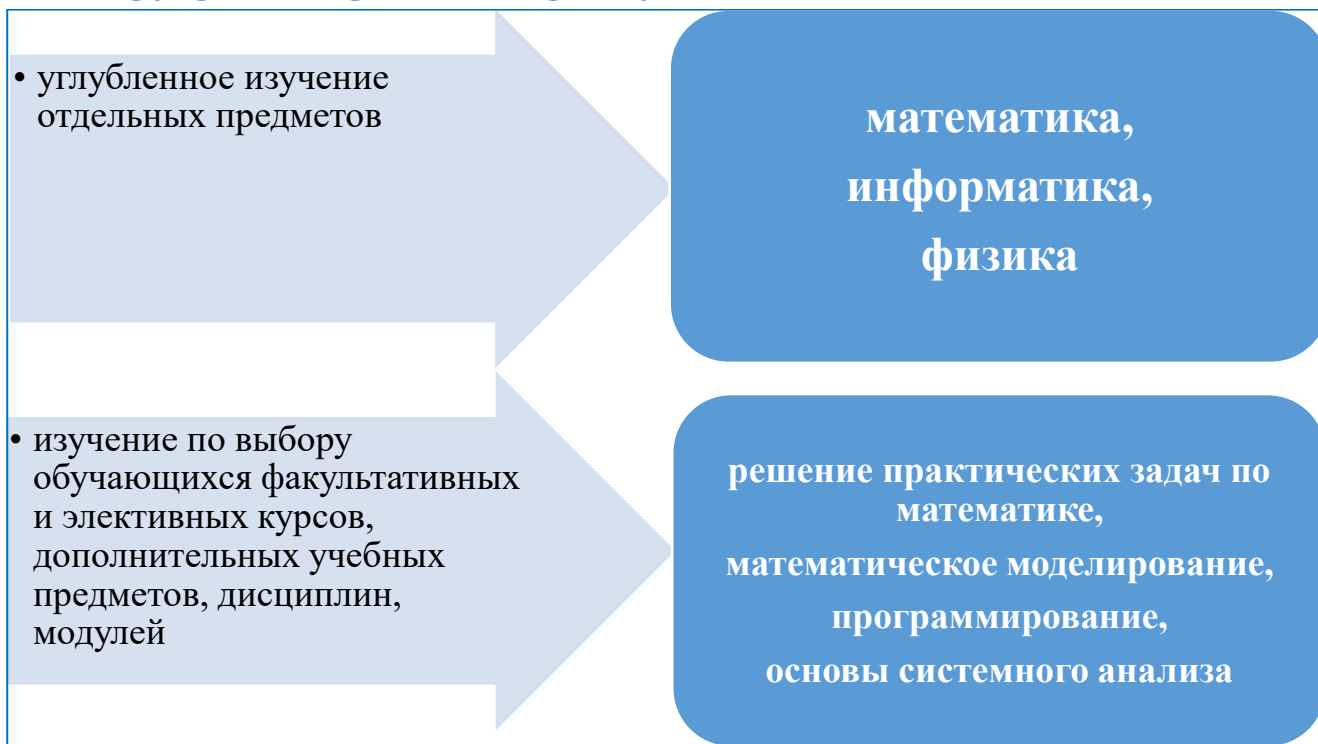 • углубленное изучение
отдельных предметов
математика,
информатика,
физика
• изучение по выбору
обучающихся факультативных
и элективных курсов,
дополнительных учебных
предметов, дисциплин,
модулей
решение практических задач по
математике,
математическое моделирование,
программирование,
основы системного анализа